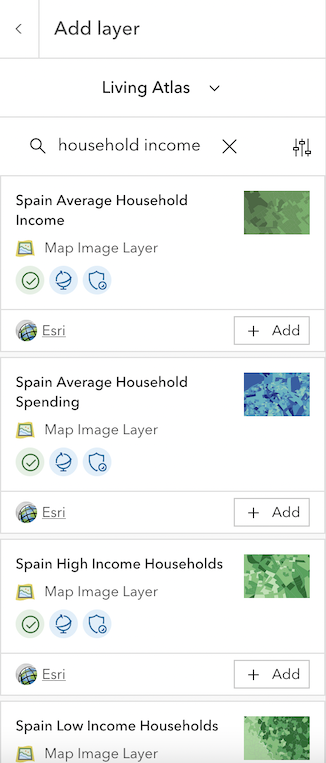 Add layer
Living Atlas
household income
Spain Average Household
Income
Map Image Layer
Esri
+ Add
Spain Average Household
Spending
Map Image Layer
Esri
+ Add
Spain High Income Households
Map Image Layer
Esri
+ Add
Spain Low Income Households
Map Image Layer